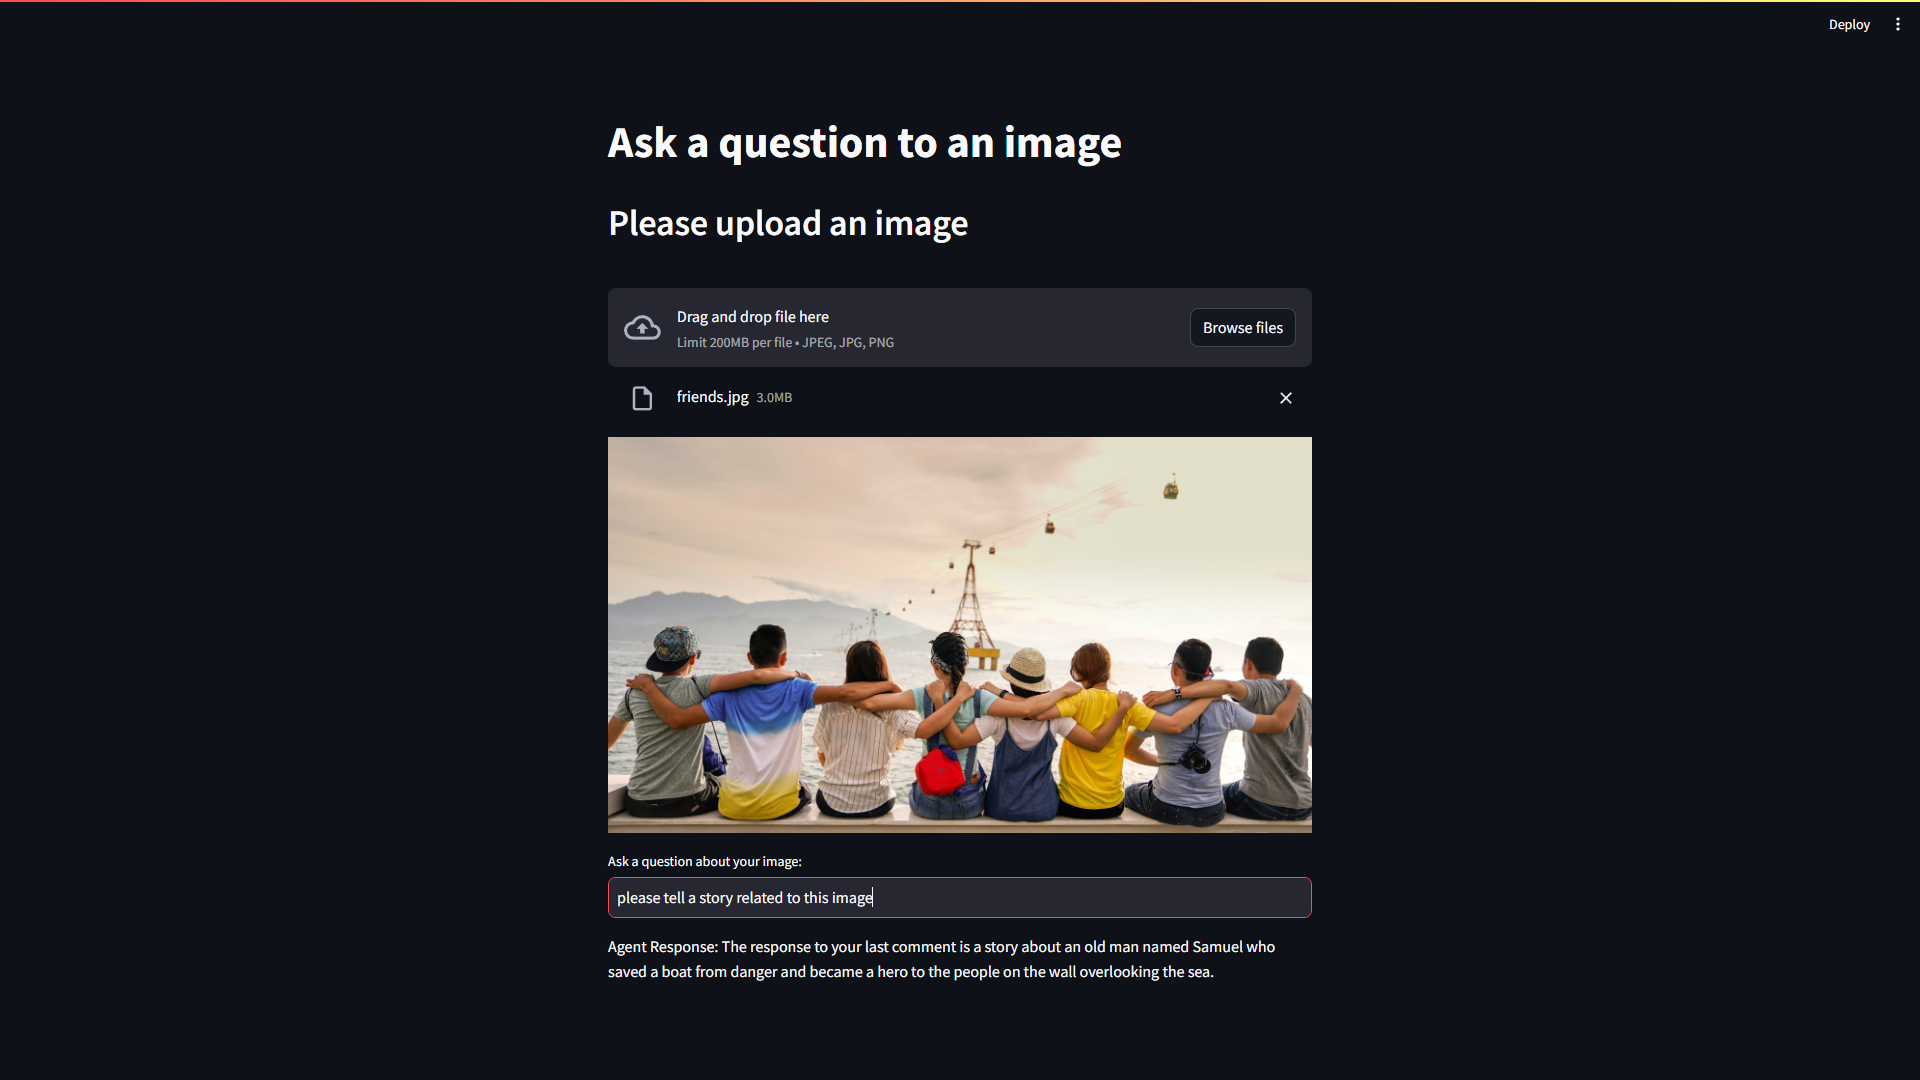 Deploy
Ask a question to an image
Please upload an image
Drag and drop file here
Limit 200MB per file • JPEG, JPG, PNG
Browse files
friends.jpg 3.0MB
Ask a question about your image:
please tell a story related to this image
Agent Response: The response to your last comment is a story about an old man named Samuel who
saved a boat from danger and became a hero to the people on the wall overlooking the sea.